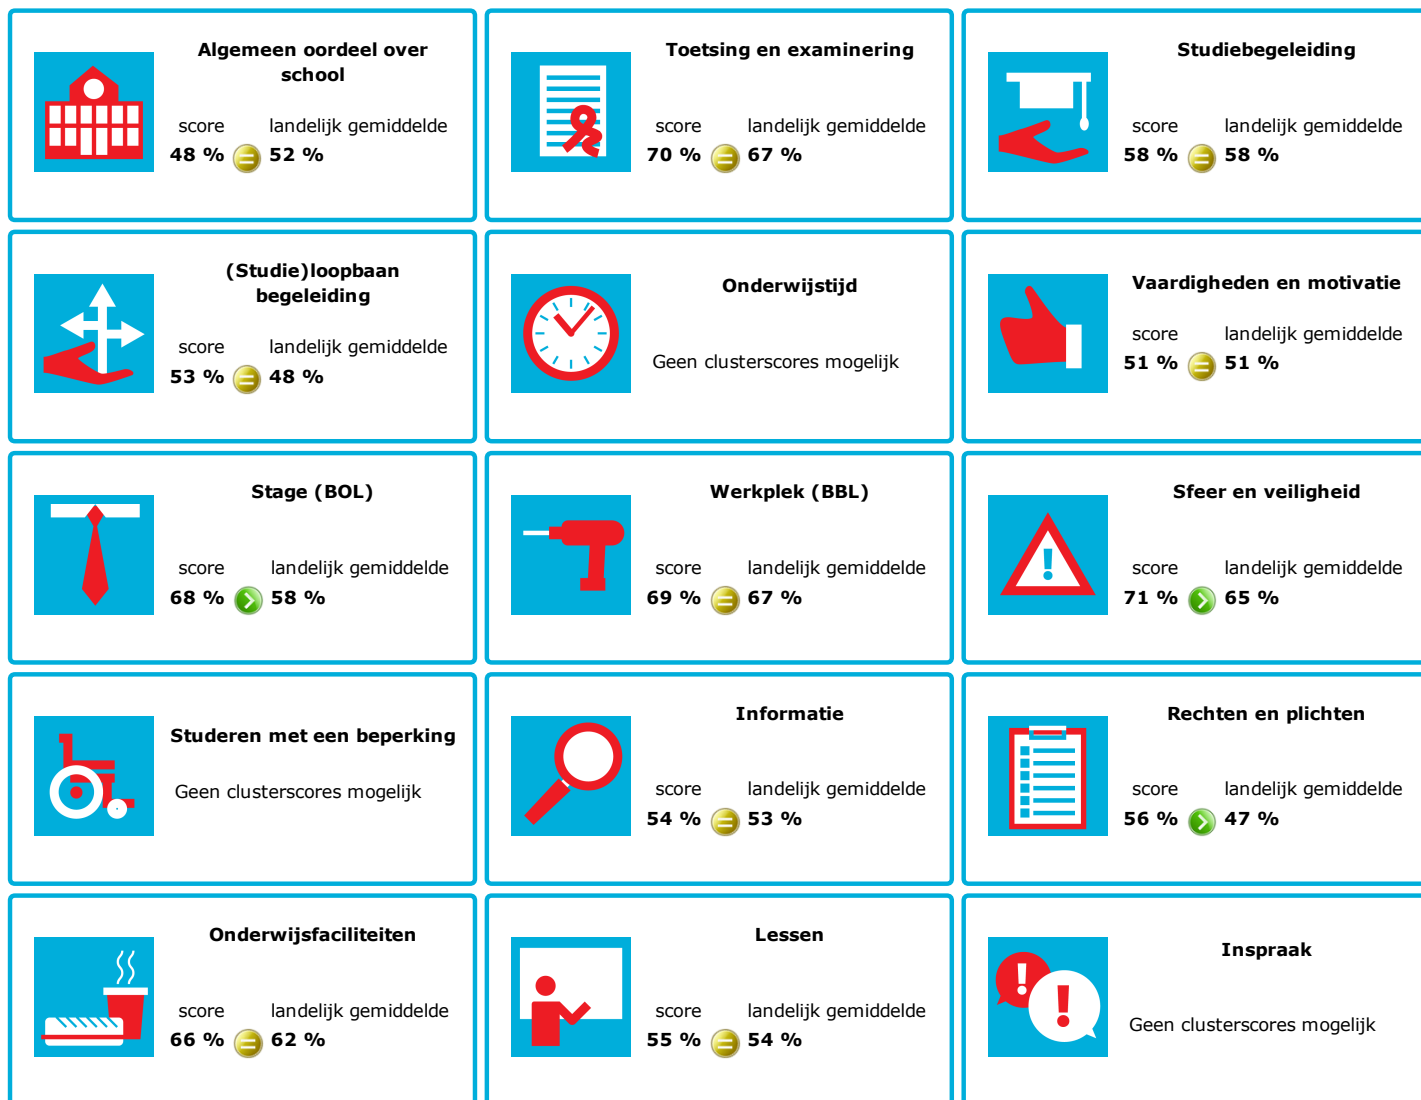 Algemeen oordeel over
school
score landelijk gemiddelde
48 % = 52 %
Toetsing en examinering
score landelijk gemiddelde
70 % = 67 %
Studiebegeleiding
score landelijk gemiddelde
58 % = 58 %
(Studie)loopbaan
begeleiding
score landelijk gemiddelde
53 % = 48 %
Onderwijstijd
Geen clusterscores mogelijk
Vaardigheden en motivatie
score landelijk gemiddelde
51 % = 51 %
Stage (BOL)
score landelijk gemiddelde
68 % > 58 %
Werkplek (BBL)
score landelijk gemiddelde
69 % = 67 %
Sfeer en veiligheid
score landelijk gemiddelde
71 % > 65 %
Studeren met een beperking
Geen clusterscores mogelijk
Informatie
score landelijk gemiddelde
54 % = 53 %
Rechten en plichten
score landelijk gemiddelde
56 % > 47 %
Onderwijsfaciliteiten
score landelijk gemiddelde
66 % = 62 %
Lessen
score landelijk gemiddelde
55 % = 54 %
Inspraak
Geen clusterscores mogelijk